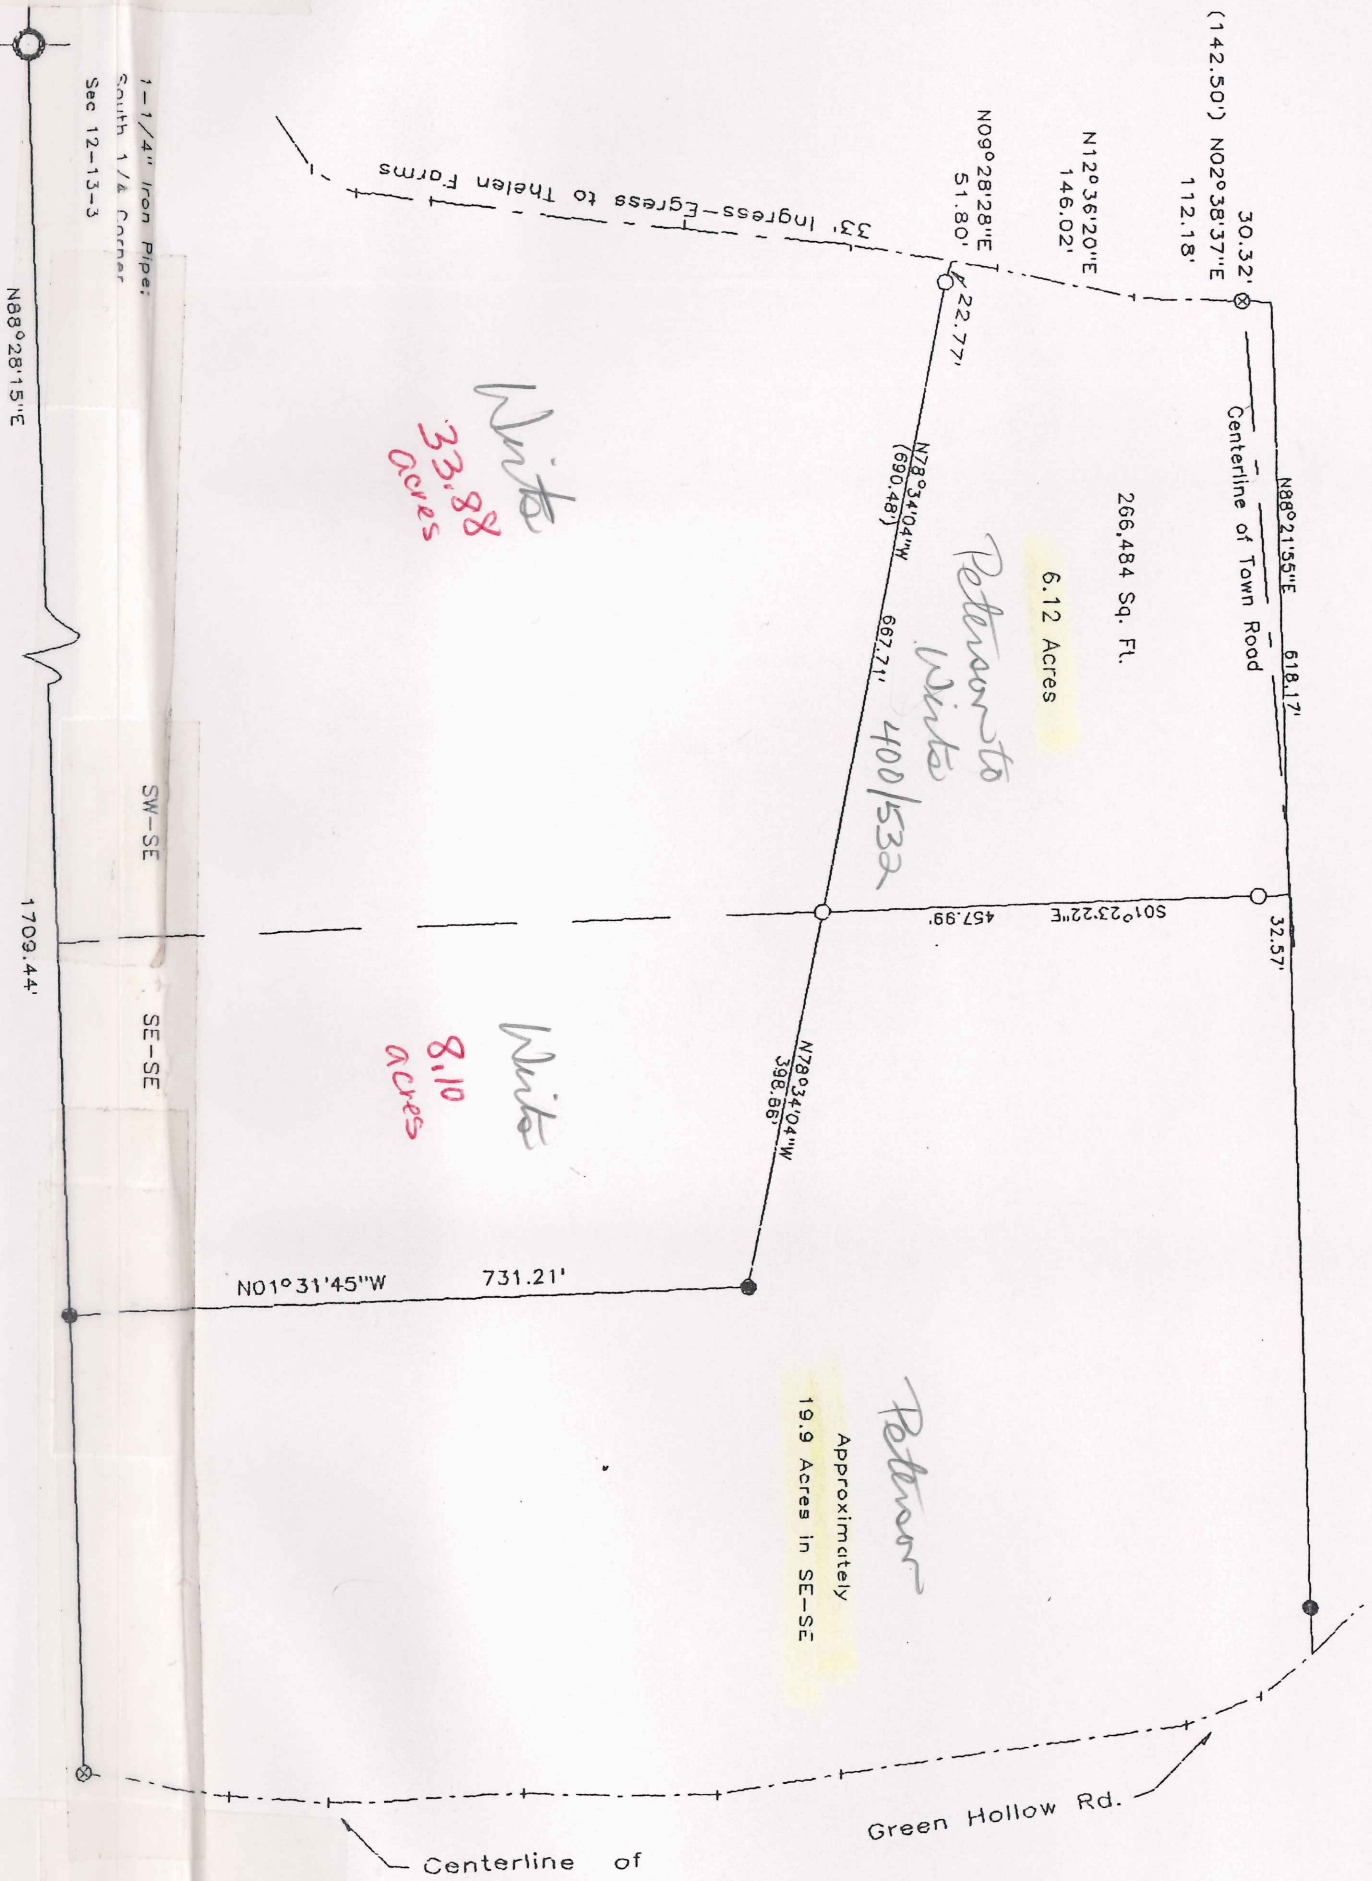 (142.50') N02°38'37"E
30.32'
112.18'
N12°36'20"E
146.02'
N09°28'28"E
51.80'
22.77'
N88°21'55"E 618.17'
Centerline of Town Road
266,484 Sq. Ft.
6.12 Acres
Peterson to
Wirts
400/532
N78°34'04"W 667.71'
(690.48')
S01°23'22"E 457.99'
32.57'
33' Ingress-Egress to Thelen Farms
Wirts
33.88
acres
N78°34'04"W
398.86'
Wirts
8.10
acres
N01°31'45"W 731.21'
Peterson
Approximately
19.9 Acres in SE-SE
1-1/4" Iron Pipe;
South 1/4 Corner
Sec 12-13-3
SW-SE SE-SE
N88°28'15"E 1709.44'
Green Hollow Rd.
Centerline of